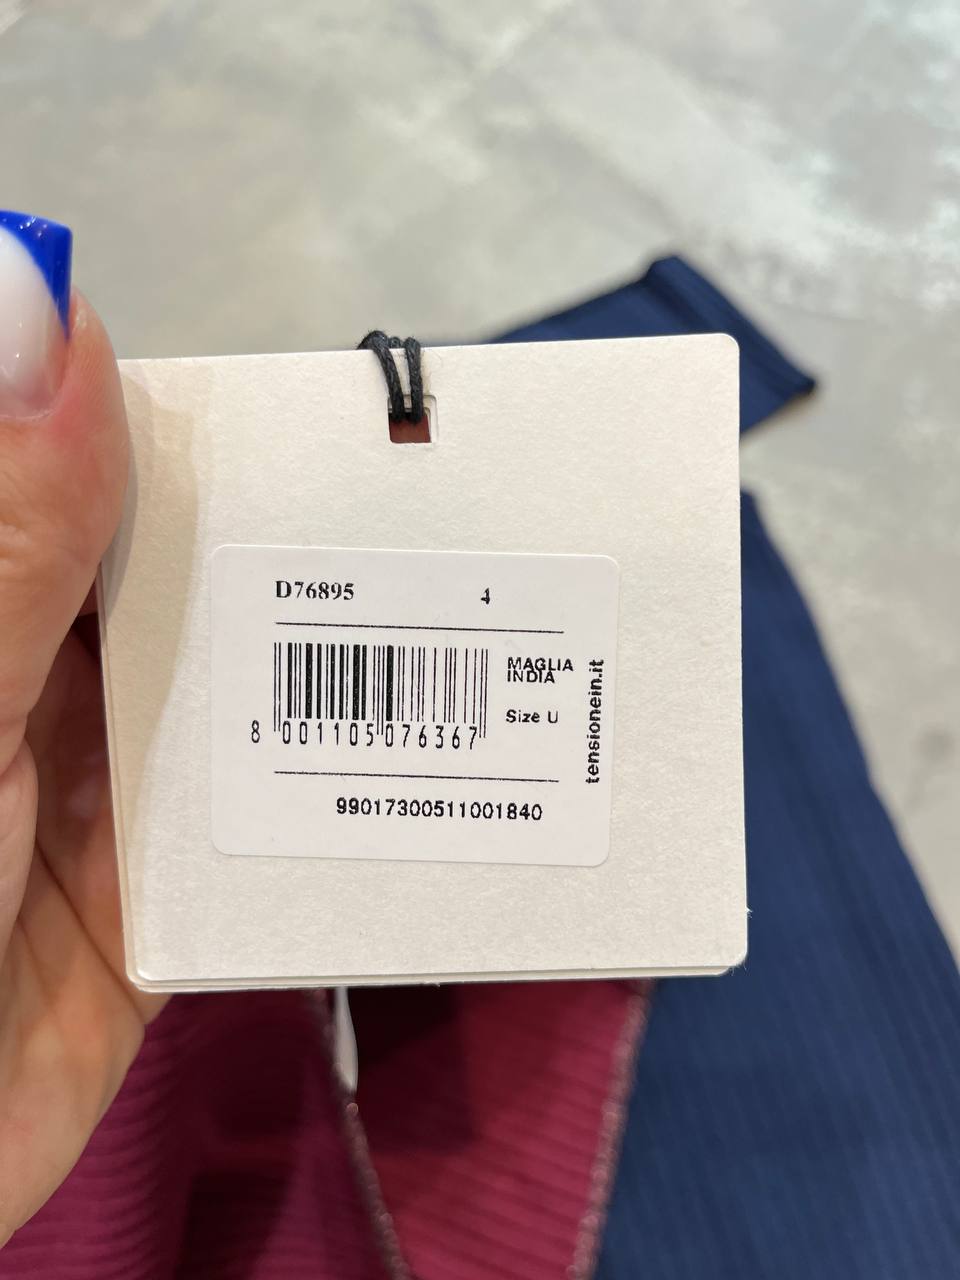 D76895 4
MAGLIA
INDIA
Size U
tensionein.it
8 001105 076367
99017300511001840